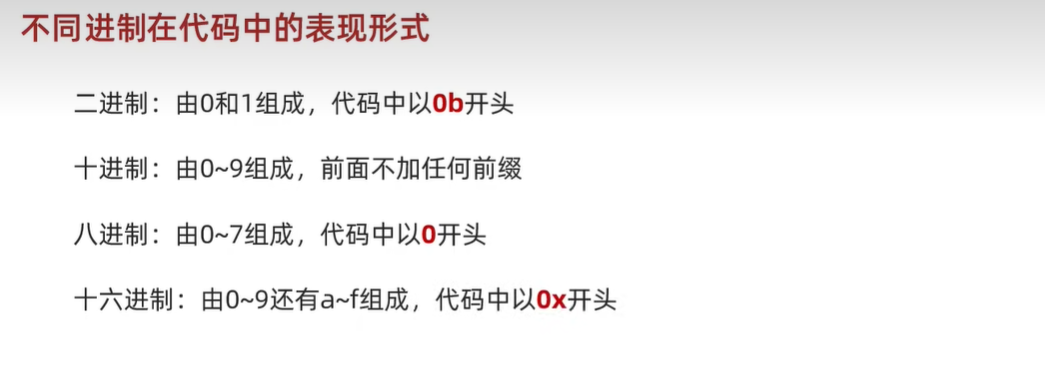 不同进制在代码中的表现形式
二进制：由0和1组成，代码中以0b开头
十进制：由0~9组成，前面不加任何前缀
八进制：由0~7组成，代码中以0开头
十六进制：由0~9还有a~f组成，代码中以0x开头